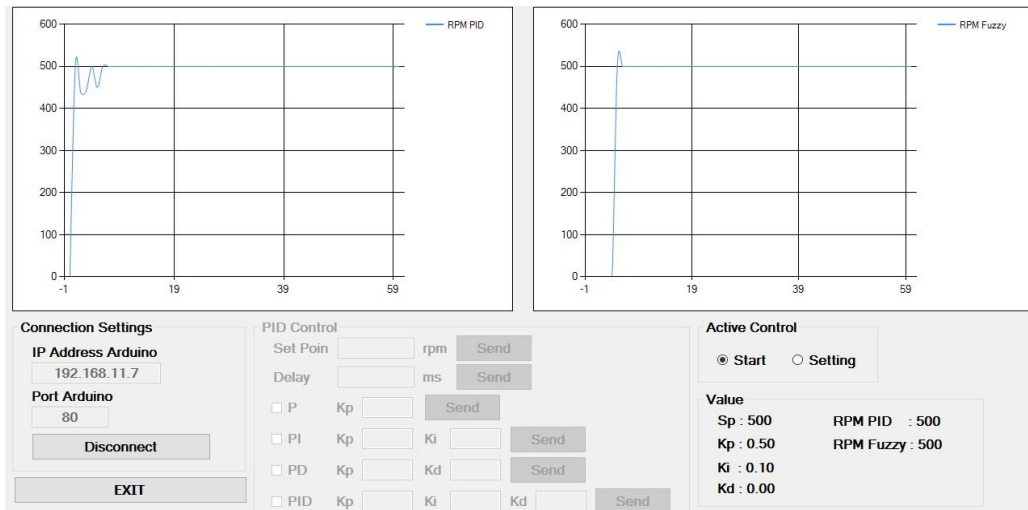 600
500
400
300
200
100
0
-1 19 39 59
RPM PID
600
500
400
300
200
100
0
-1 19 39 59
RPM Fuzzy
Connection Settings
IP Address Arduino
192.168.11.7
Port Arduino
80
Disconnect
EXIT
PID Control
Set Poin rpm Send
Delay ms Send
P Kp Send
PI Kp Ki Send
PD Kp Kd Send
PID Kp Ki Kd Send
Active Control
Start Setting
Value
Sp : 500 RPM PID : 500
Kp : 0.50 RPM Fuzzy : 500
Ki : 0.10
Kd : 0.00